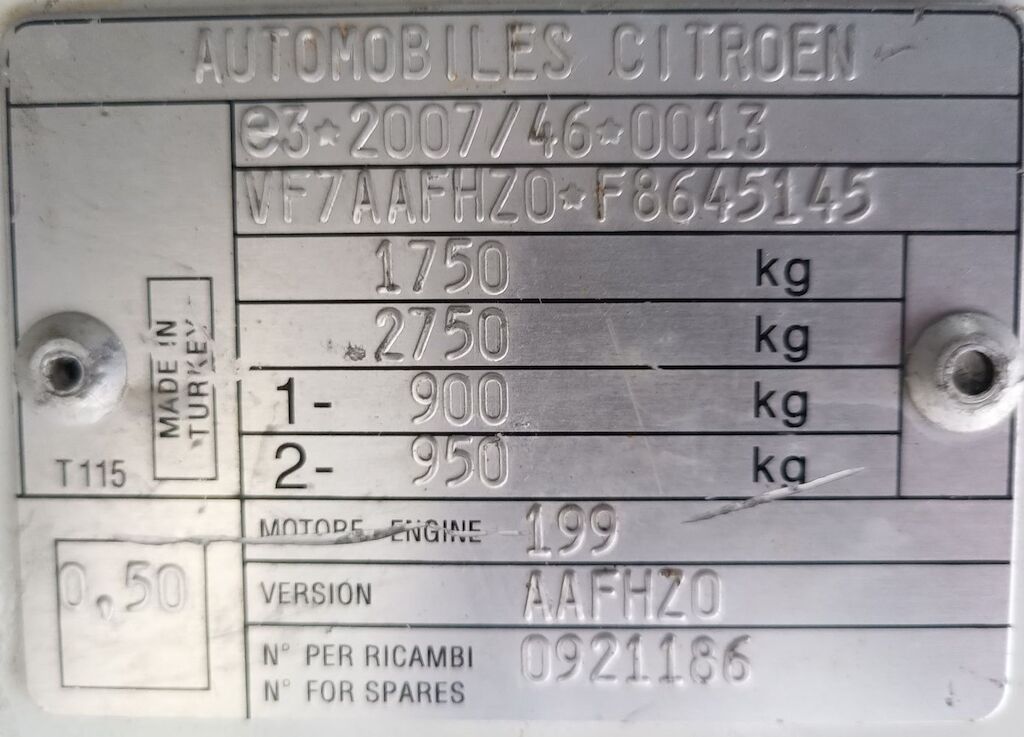 AUTOMOBILES CITROEN
e3*2007/46*0013
VF7AAFHZ0*F8645145
1750 kg
2750 kg
1- 900 kg
2- 950 kg
MADE IN
TURKEY
T115
MOTORE - ENGINE 199
0,50
VERSION AAFHZ0
N° PER RICAMBI 0921186
N° FOR SPARES